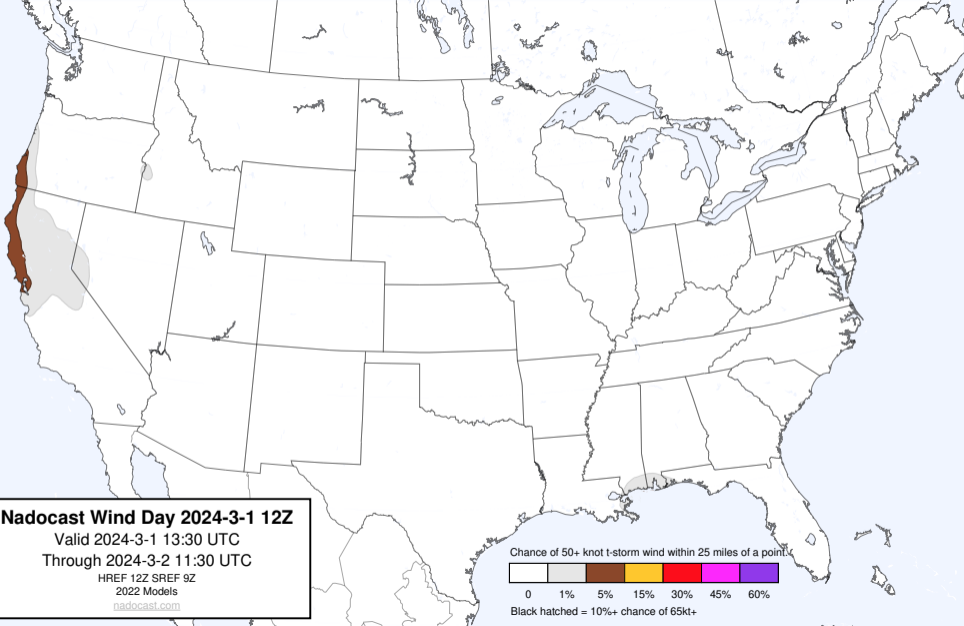 Nadocast Wind Day 2024-3-1 12Z
Valid 2024-3-1 13:30 UTC
Through 2024-3-2 11:30 UTC
HREF 12Z SREF 9Z
2022 Models
nadocast.com
Chance of 50+ knot t-storm wind within 25 miles of a point.
0 1% 5% 15% 30% 45% 60%
Black hatched = 10%+ chance of 65kt+